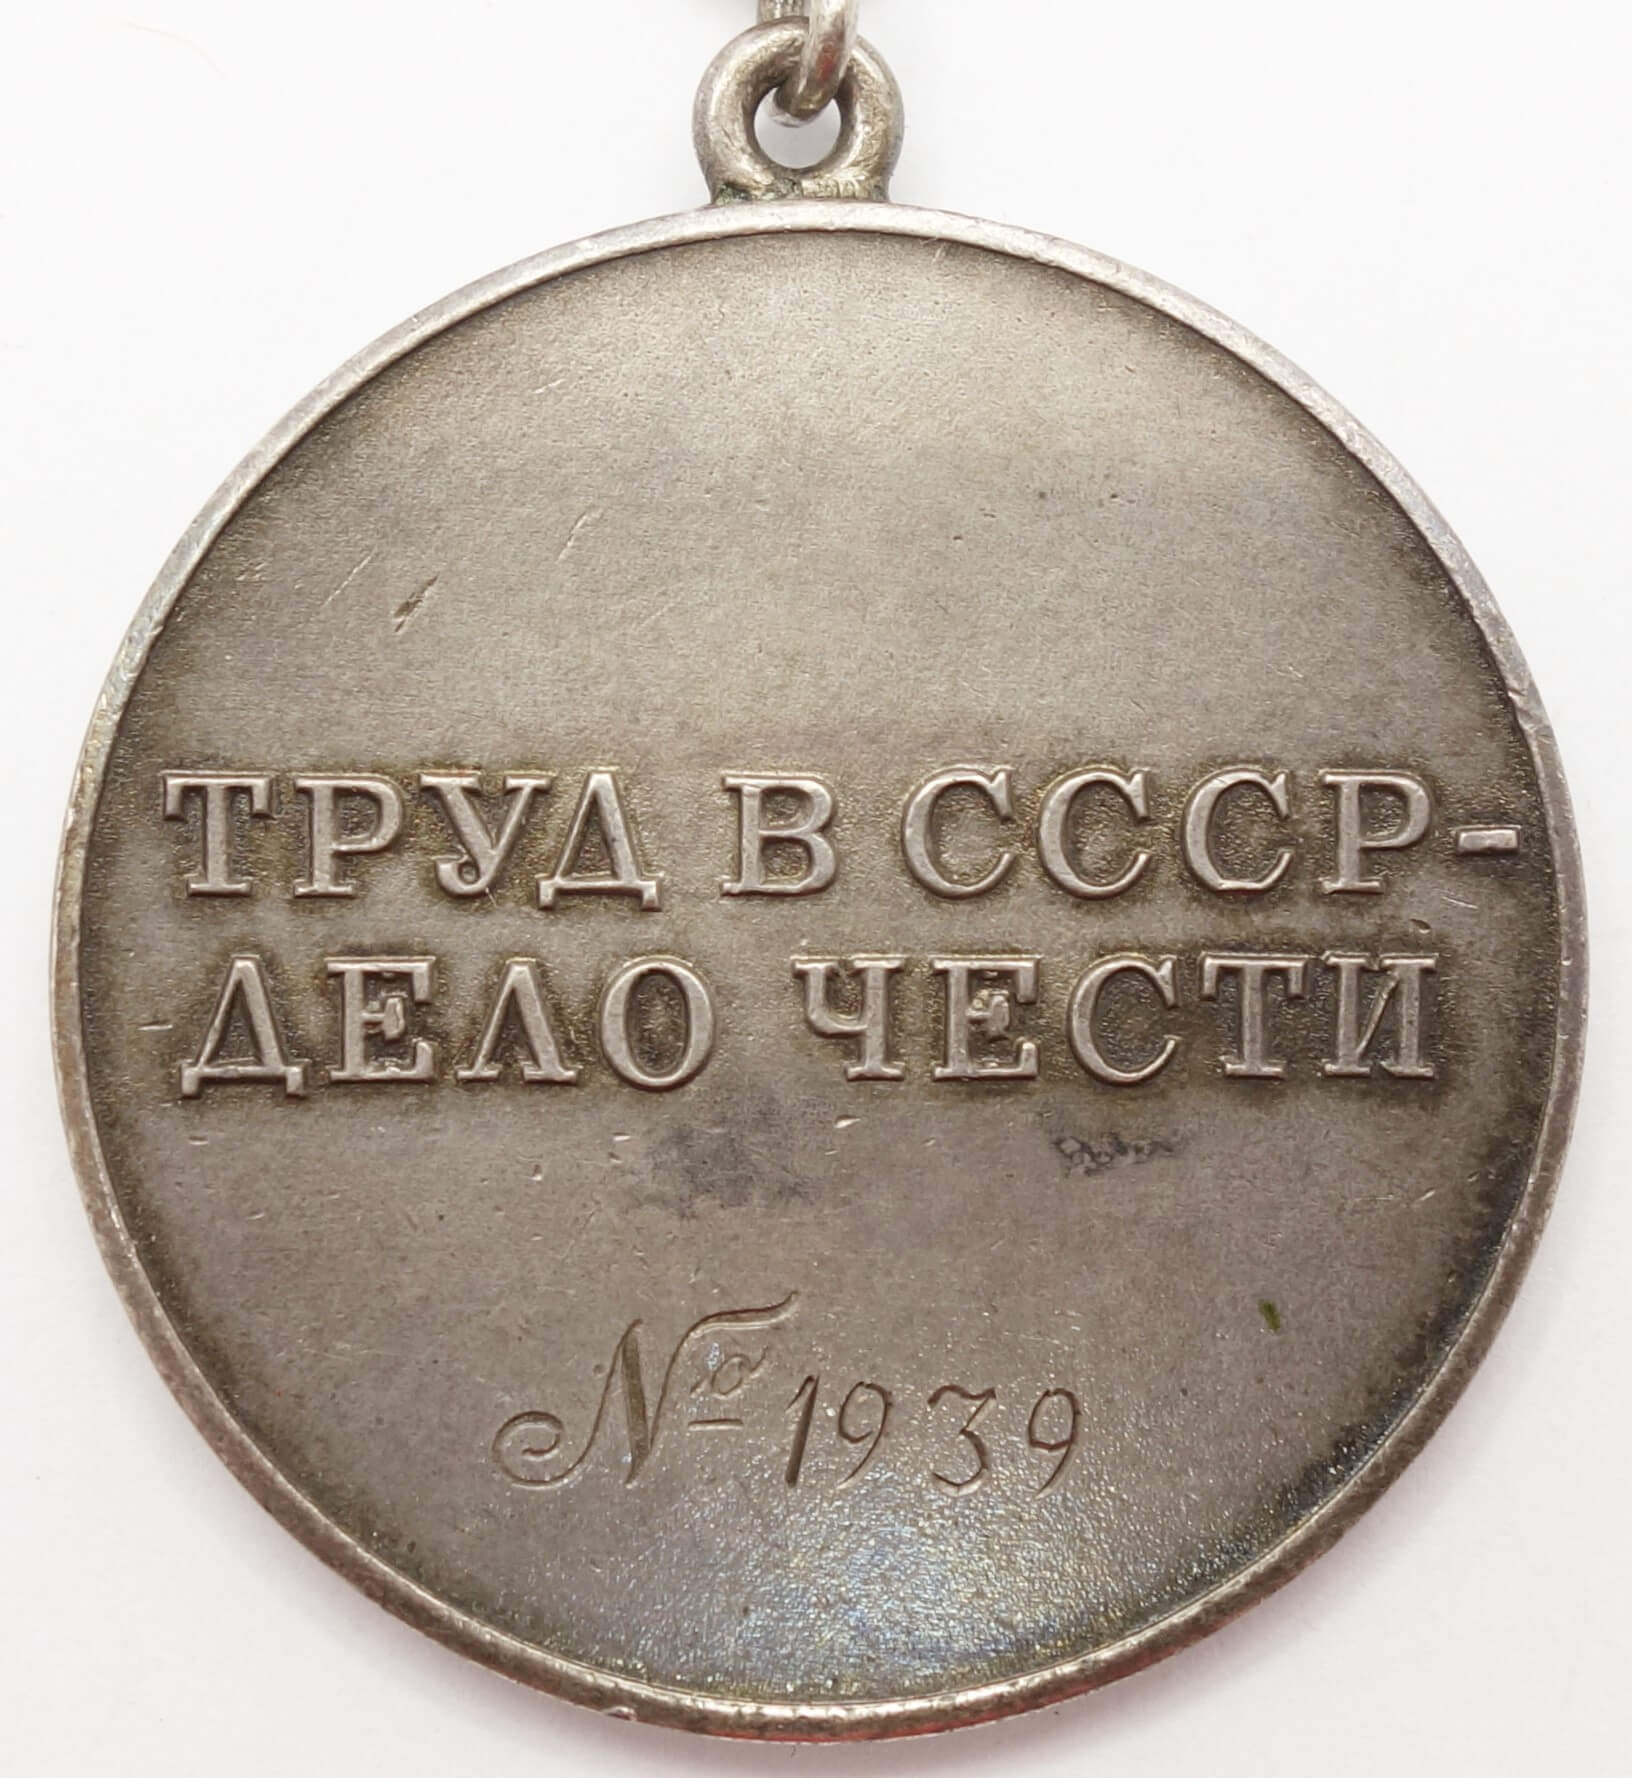 ТРУД В СССР-
ДЕЛО ЧЕСТИ
№ 1939